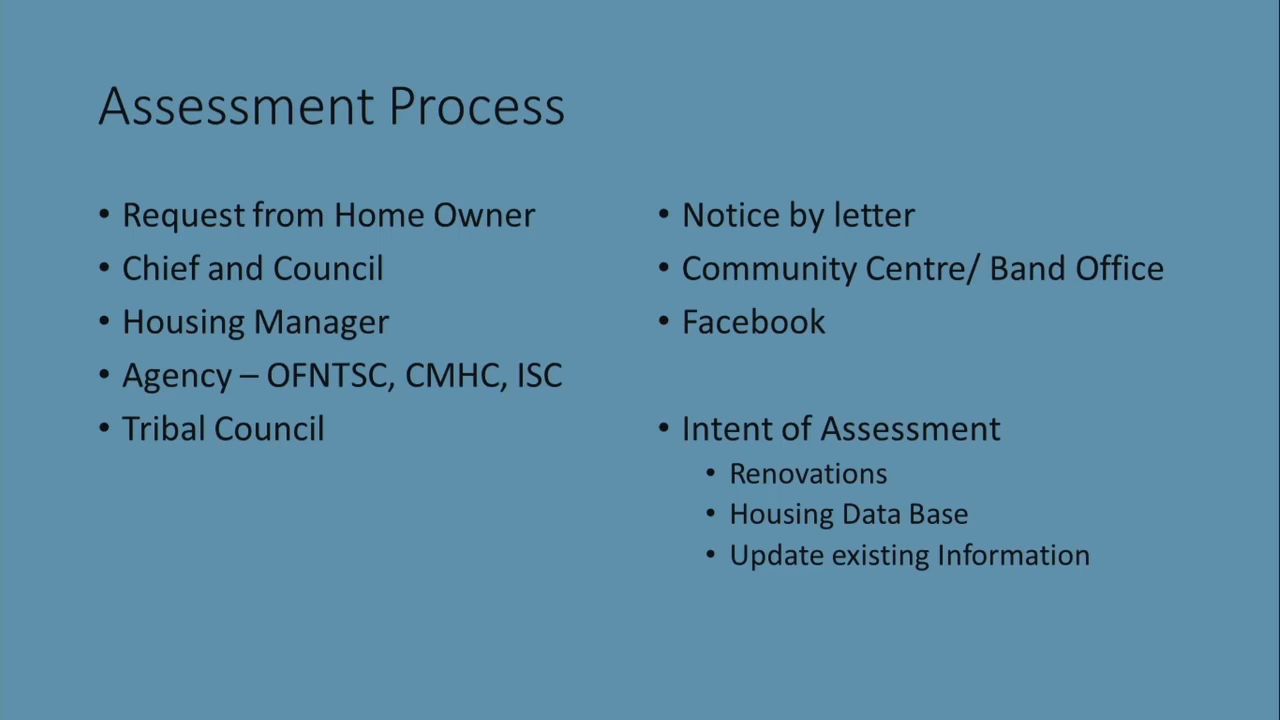 Assessment Process
• Request from Home Owner
• Chief and Council
• Housing Manager
• Agency – OFNTSC, CMHC, ISC
• Tribal Council
• Notice by letter
• Community Centre/ Band Office
• Facebook
• Intent of Assessment
• Renovations
• Housing Data Base
• Update existing Information